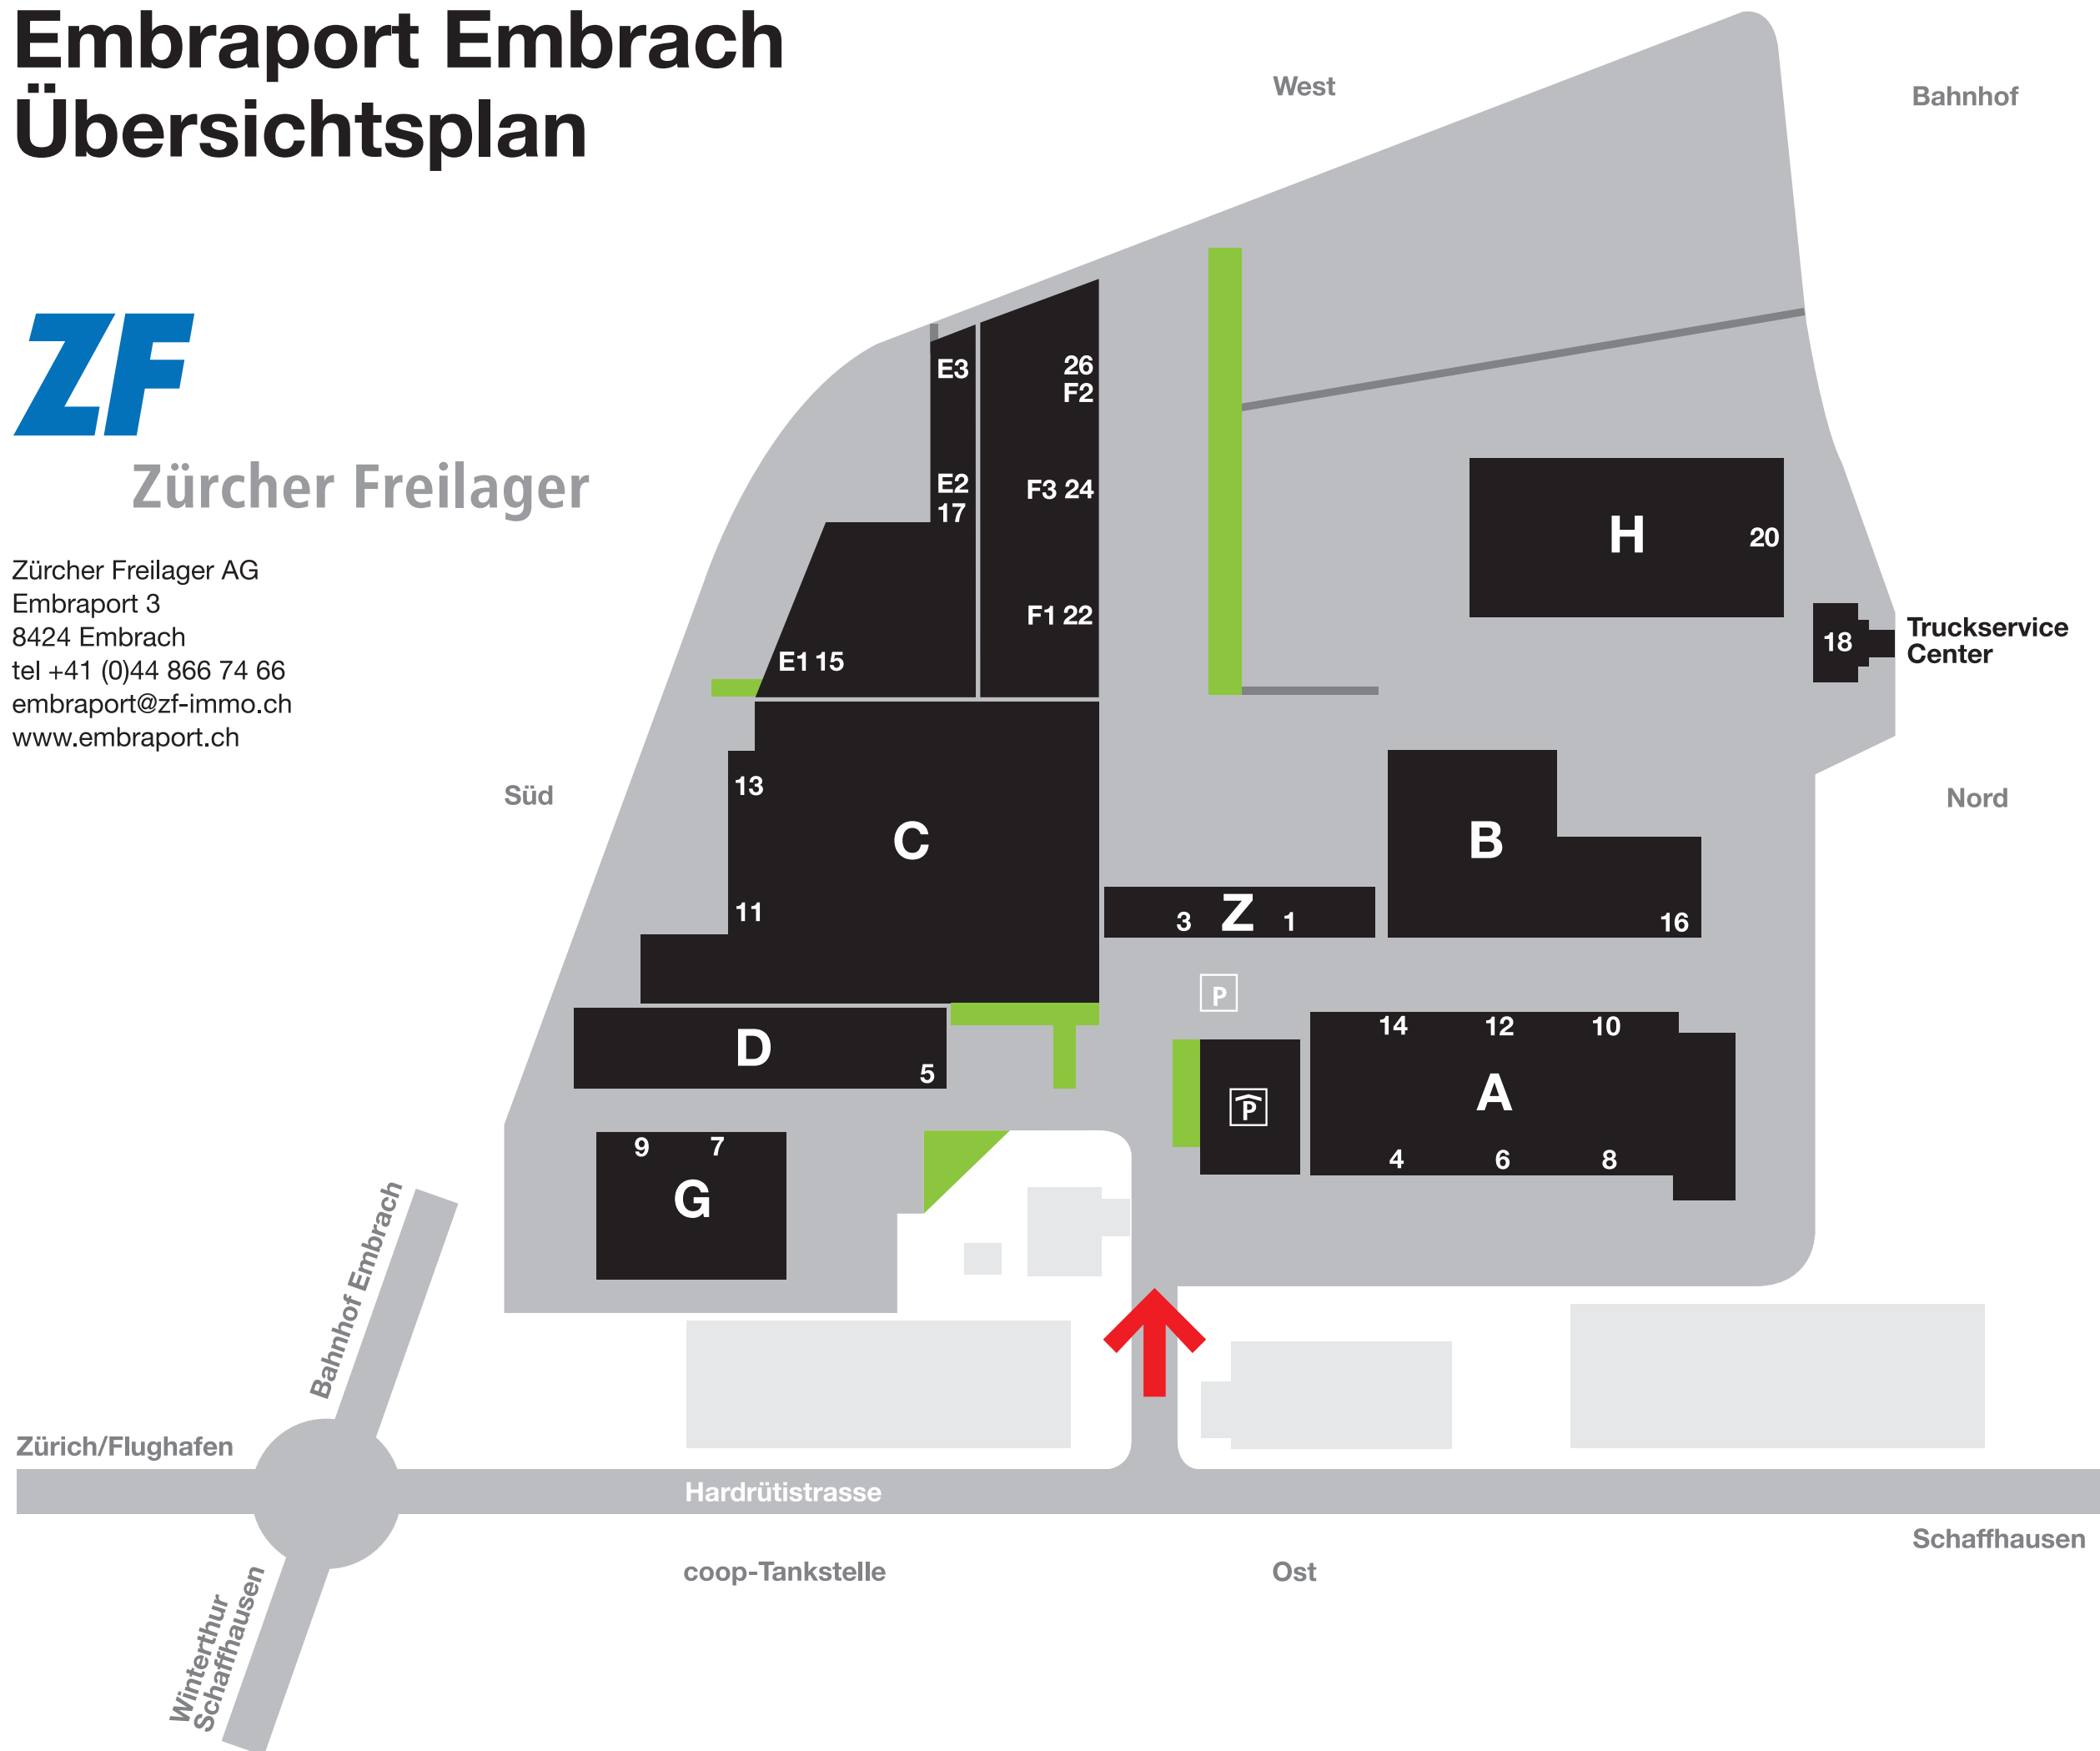 Embraport Embrach
Übersichtsplan
West
Bahnhof
ZF
Zürcher Freilager
Zürcher Freilager AG
Embraport 3
8424 Embrach
tel +41 (0)44 866 74 66
embraport@zf-immo.ch
www.embraport.ch
E3
26
F2
E2
17
F3 24
H
20
F1 22
E1 15
18
Truckservice
Center
Süd
Nord
13
C
B
11
3
Z
1
16
P
14
12
10
D
5
A
P
9
7
4
6
8
G
Bahnhof Embrach
Zürich/Flughafen
Hardrütistrasse
Schaffhausen
coop-Tankstelle
Ost
Winterthur
Schaffhausen